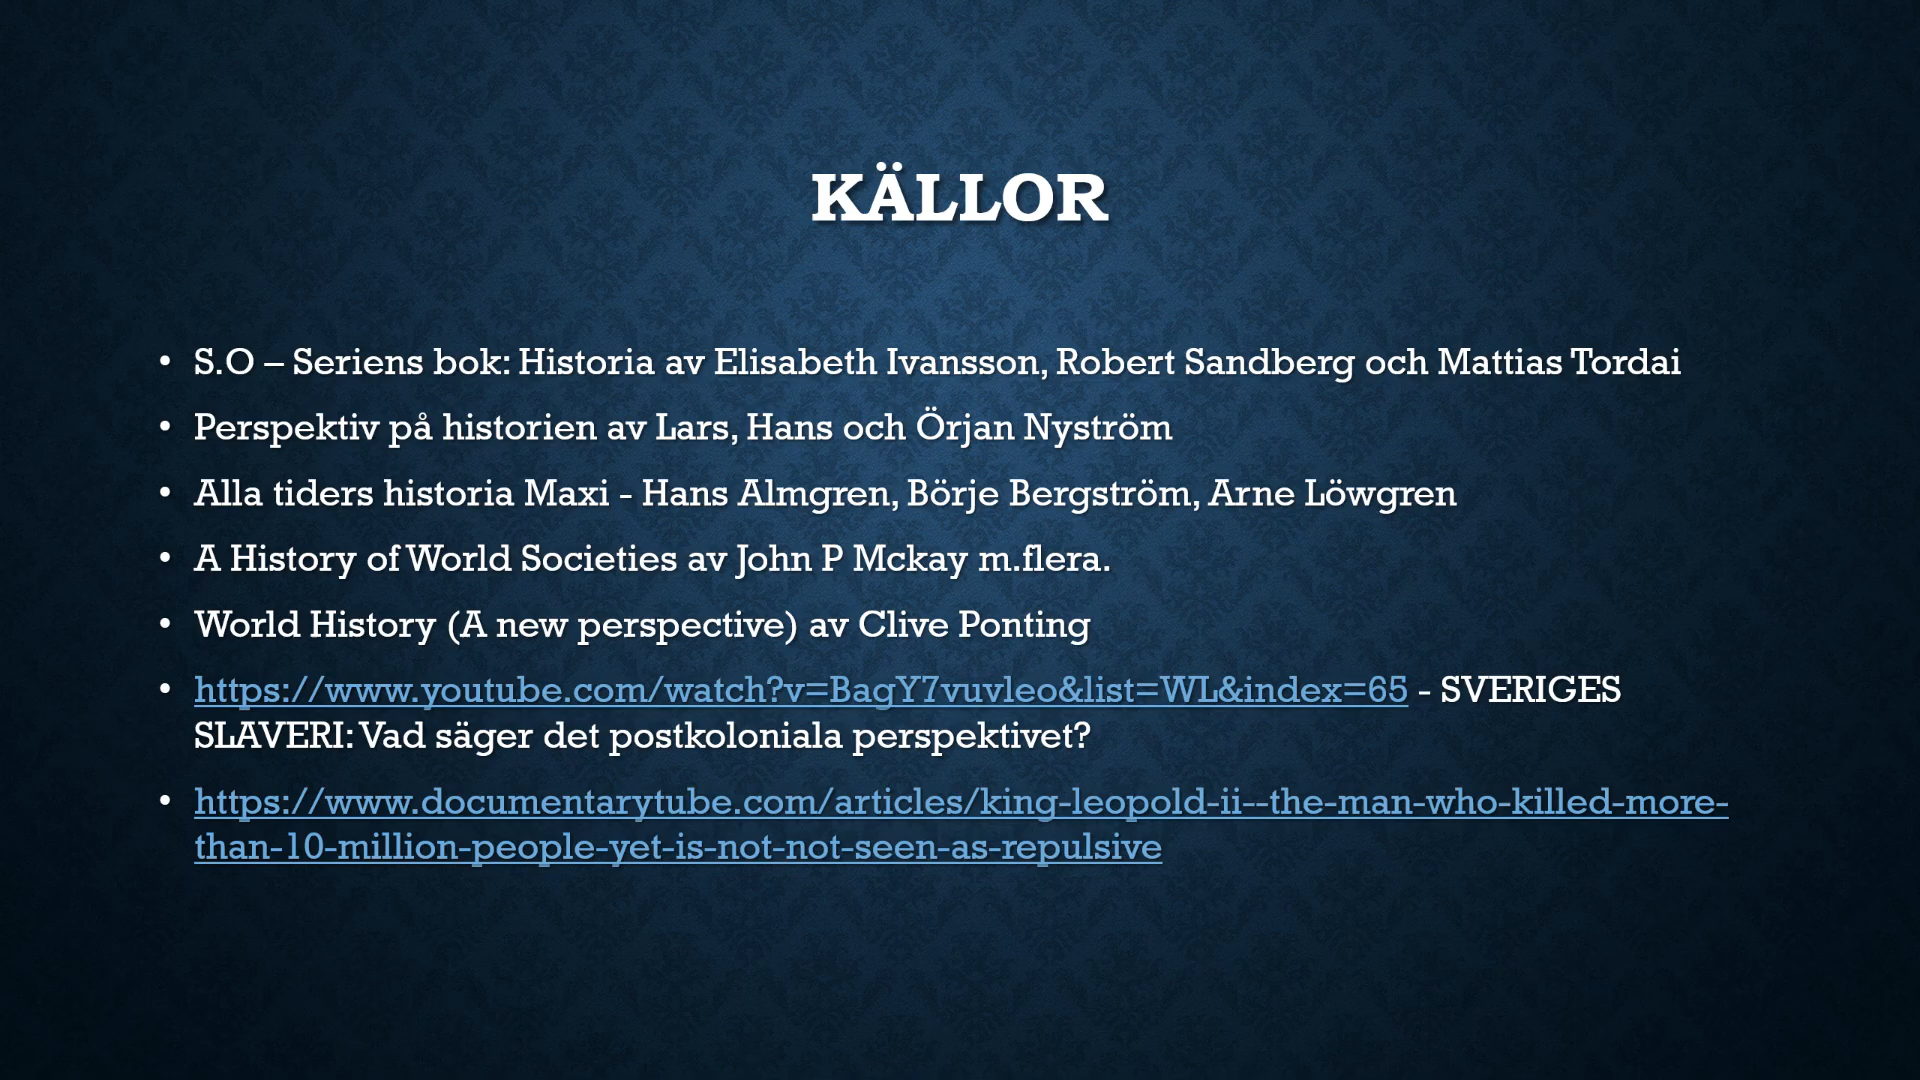 KÄLLOR
• S.O – Seriens bok: Historia av Elisabeth Ivansson, Robert Sandberg och Mattias Tordai
• Perspektiv på historien av Lars, Hans och Örjan Nyström
• Alla tiders historia Maxi - Hans Almgren, Börje Bergström, Arne Löwgren
• A History of World Societies av John P Mckay m.flera.
• World History (A new perspective) av Clive Ponting
• https://www.youtube.com/watch?v=BagY7vuvleo&list=WL&index=65 - SVERIGES
SLAVERI: Vad säger det postkoloniala perspektivet?
• https://www.documentarytube.com/articles/king-leopold-ii--the-man-who-killed-more-
than-10-million-people-yet-is-not-not-seen-as-repulsive